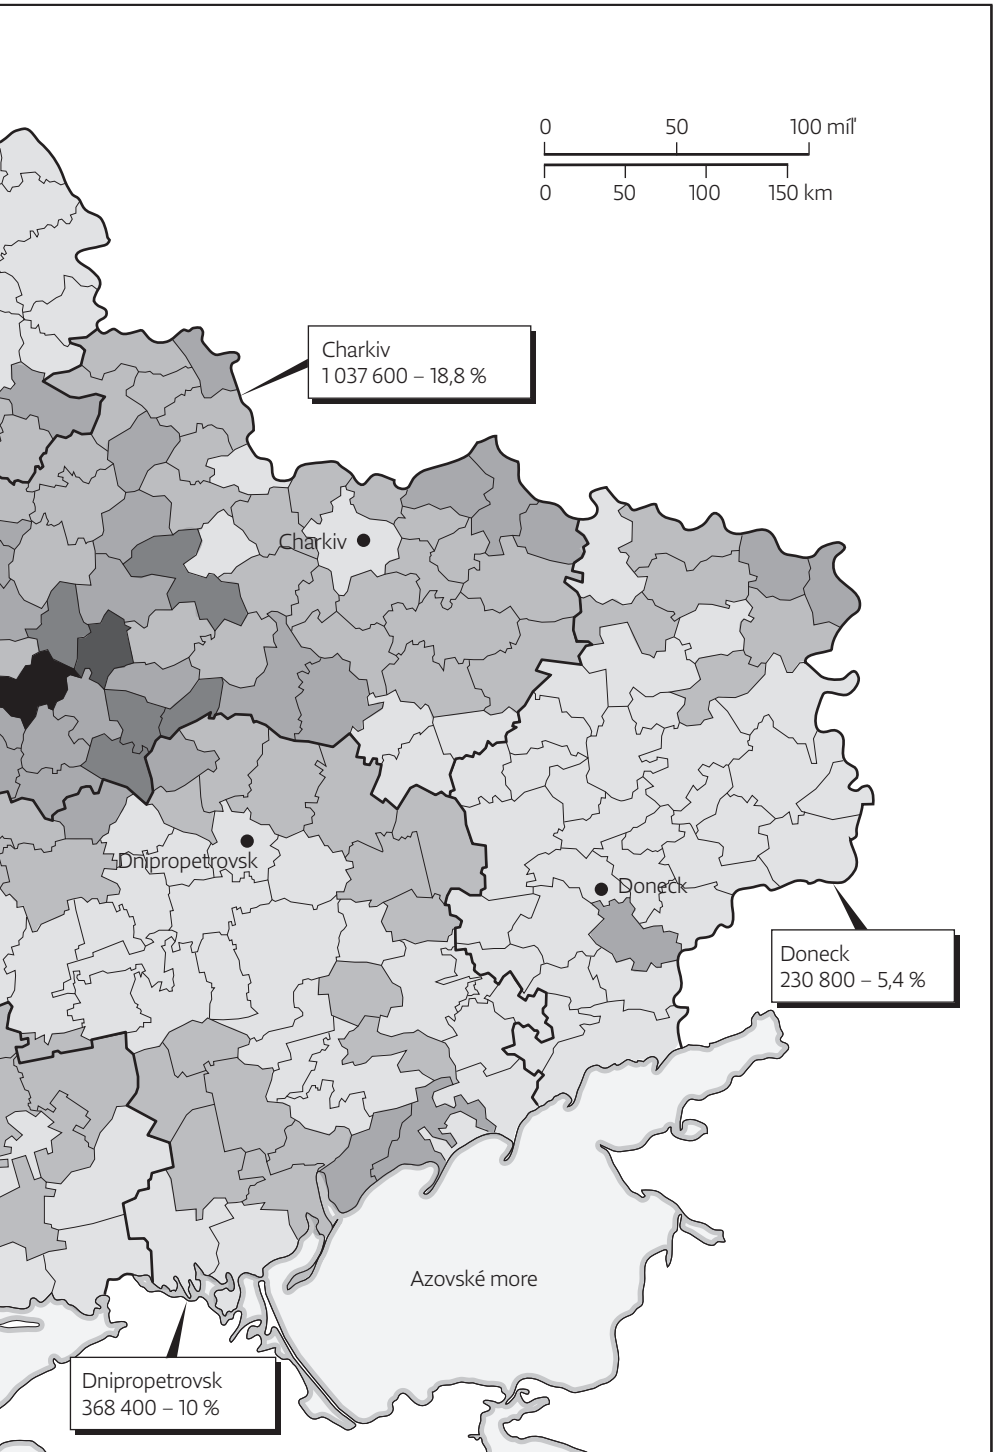 0 50 100 míľ
0 50 100 150 km
Charkiv
1 037 600 – 18,8 %
Charkiv
Dnipropetrovsk
Doneck
Doneck
230 800 – 5,4 %
Azovské more
Dnipropetrovsk
368 400 – 10 %